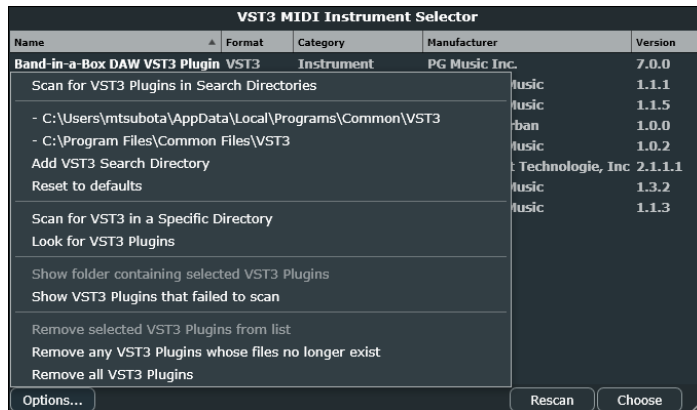 VST3 MIDI Instrument Selector
Name Format Category Manufacturer Version
Band-in-a-Box DAW VST3 Plugin VST3 Instrument PG Music Inc. 7.0.0
Scan for VST3 Plugins in Search Directories Music 1.1.1
Music 1.1.5
- C:\Users\mtsubota\AppData\Local\Programs\Common\VST3
rban 1.0.0
- C:\Program Files\Common Files\VST3 Music 1.0.2
Add VST3 Search Directory t Technologie, Inc 2.1.1.1
Reset to defaults Music 1.3.2
Scan for VST3 in a Specific Directory Music 1.1.3
Look for VST3 Plugins
Show folder containing selected VST3 Plugins
Show VST3 Plugins that failed to scan
Remove selected VST3 Plugins from list
Remove any VST3 Plugins whose files no longer exist
Remove all VST3 Plugins
Options... Rescan Choose